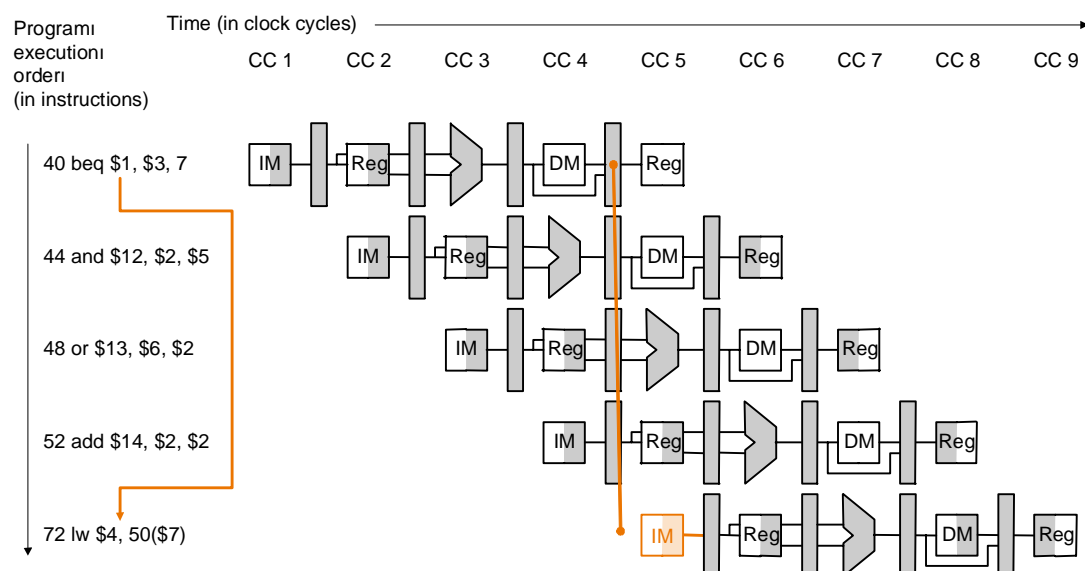 Time (in clock cycles)
Programı
executionı
orderı
(in instructions)
CC 1 CC 2 CC 3 CC 4 CC 5 CC 6 CC 7 CC 8 CC 9
40 beq $1, $3, 7
IM Reg DM Reg
44 and $12, $2, $5
IM Reg DM Reg
48 or $13, $6, $2
IM Reg DM Reg
52 add $14, $2, $2
IM Reg DM Reg
72 lw $4, 50($7)
IM Reg DM Reg